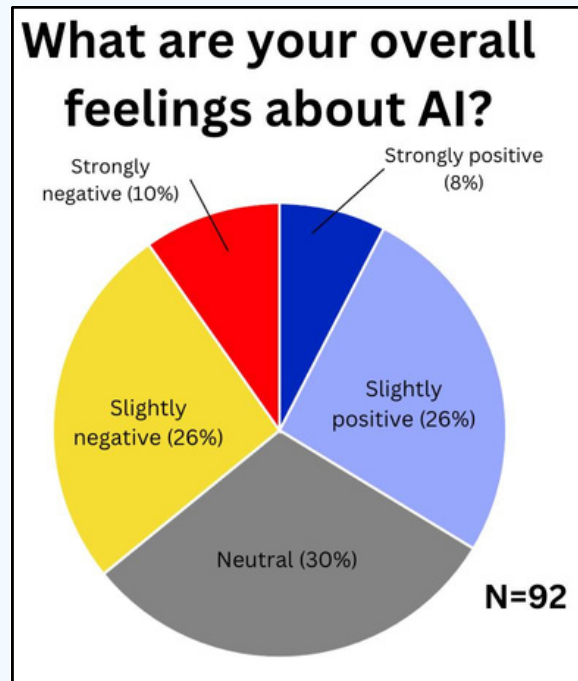 What are your overall
feelings about AI?
Strongly
negative (10%)
Strongly positive
(8%)
Slightly
positive (26%)
Slightly
negative (26%)
Neutral (30%)
N=92